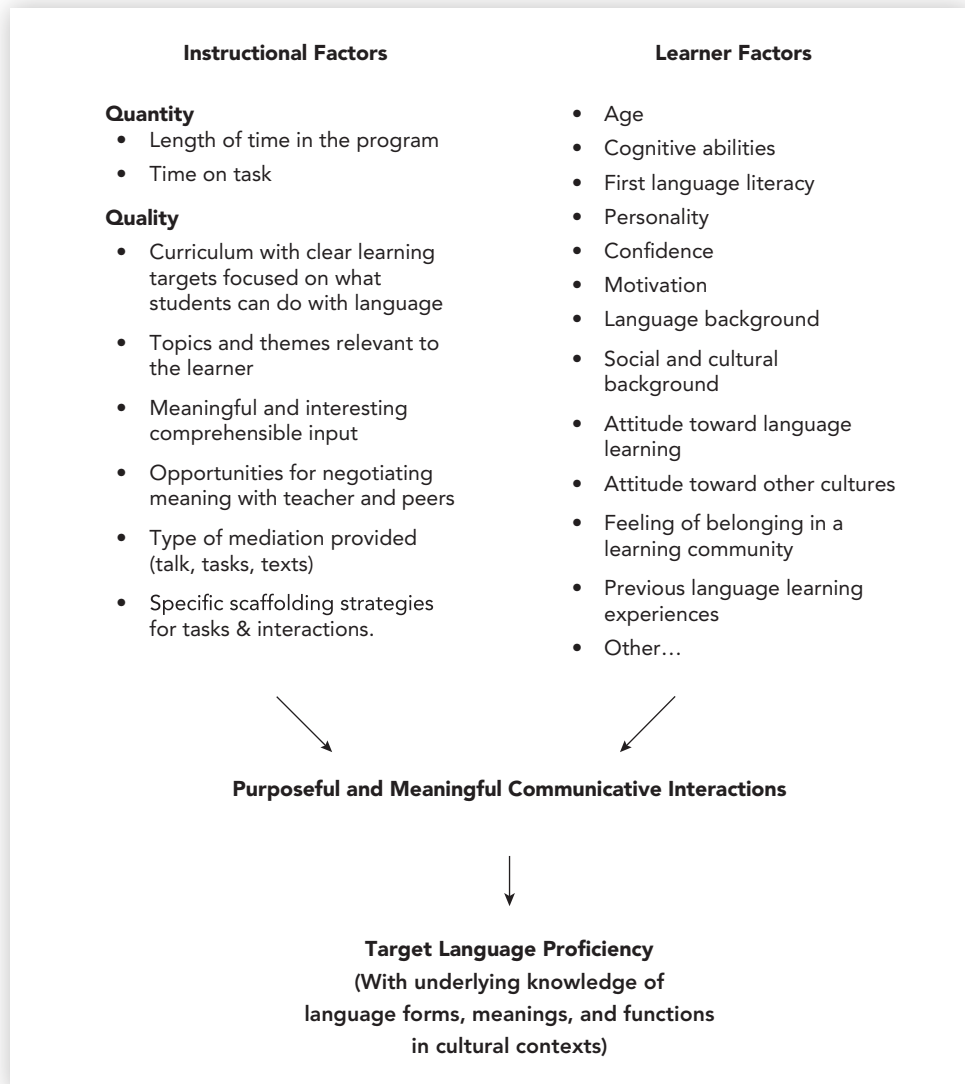 Instructional Factors
Quantity
• Length of time in the program
• Time on task
Quality
• Curriculum with clear learning
targets focused on what
students can do with language
• Topics and themes relevant to
the learner
• Meaningful and interesting
comprehensible input
• Opportunities for negotiating
meaning with teacher and peers
• Type of mediation provided
(talk, tasks, texts)
• Specific scaffolding strategies
for tasks & interactions.
Learner Factors
• Age
• Cognitive abilities
• First language literacy
• Personality
• Confidence
• Motivation
• Language background
• Social and cultural
background
• Attitude toward language
learning
• Attitude toward other cultures
• Feeling of belonging in a
learning community
• Previous language learning
experiences
• Other…
Purposeful and Meaningful Communicative Interactions
Target Language Proficiency
(With underlying knowledge of
language forms, meanings, and functions
in cultural contexts)